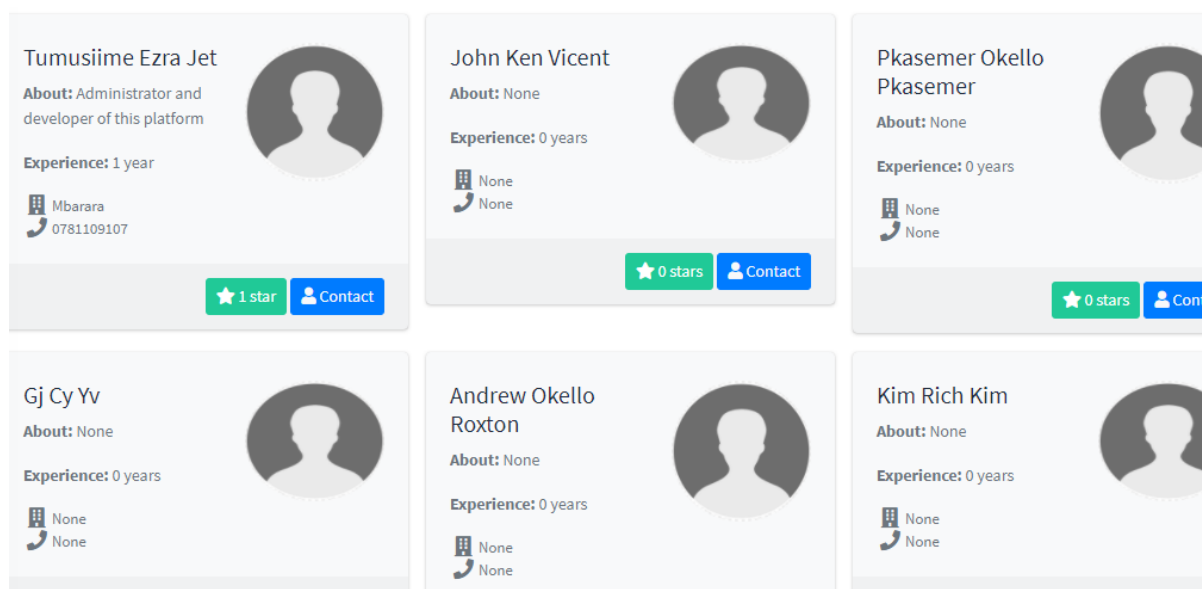 Tumusiime Ezra Jet
About: Administrator and
developer of this platform
Experience: 1 year
Mbarara
0781109107
1 star
Contact
John Ken Vicent
About: None
Experience: 0 years
None
None
0 stars
Contact
Pkasemer Okello
Pkasemer
About: None
Experience: 0 years
None
None
0 stars
Cont
Gj Cy Yv
About: None
Experience: 0 years
None
None
Andrew Okello
Roxton
About: None
Experience: 0 years
None
None
Kim Rich Kim
About: None
Experience: 0 years
None
None